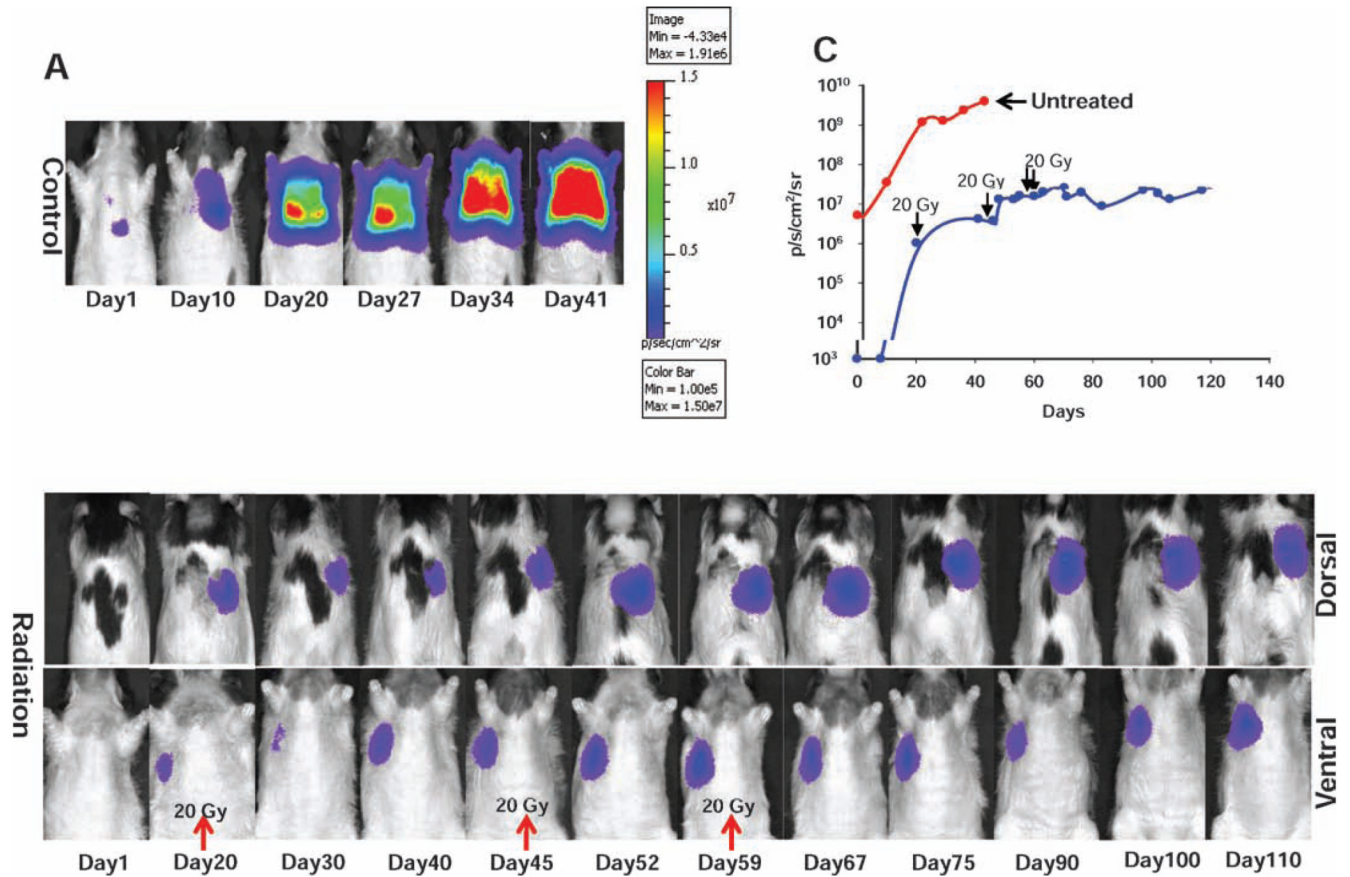 A
Control
Day1 Day10 Day20 Day27 Day34 Day41
Image
Min = -4.33e4
Max = 1.91e6
1.5
1.0
x10⁷
0.5
p/sec/cm^2/sr
Color Bar
Min = 1.00e5
Max = 1.50e7
C
p/s/cm²/sr
10¹⁰
10⁹
10⁸
10⁷
10⁶
10⁵
10⁴
10³
Untreated
20 Gy
20 Gy
20 Gy
0 20 40 60 80 100 120 140
Days
Radiation
Dorsal
Ventral
20 Gy 20 Gy 20 Gy
Day1 Day20 Day30 Day40 Day45 Day52 Day59 Day67 Day75 Day90 Day100 Day110